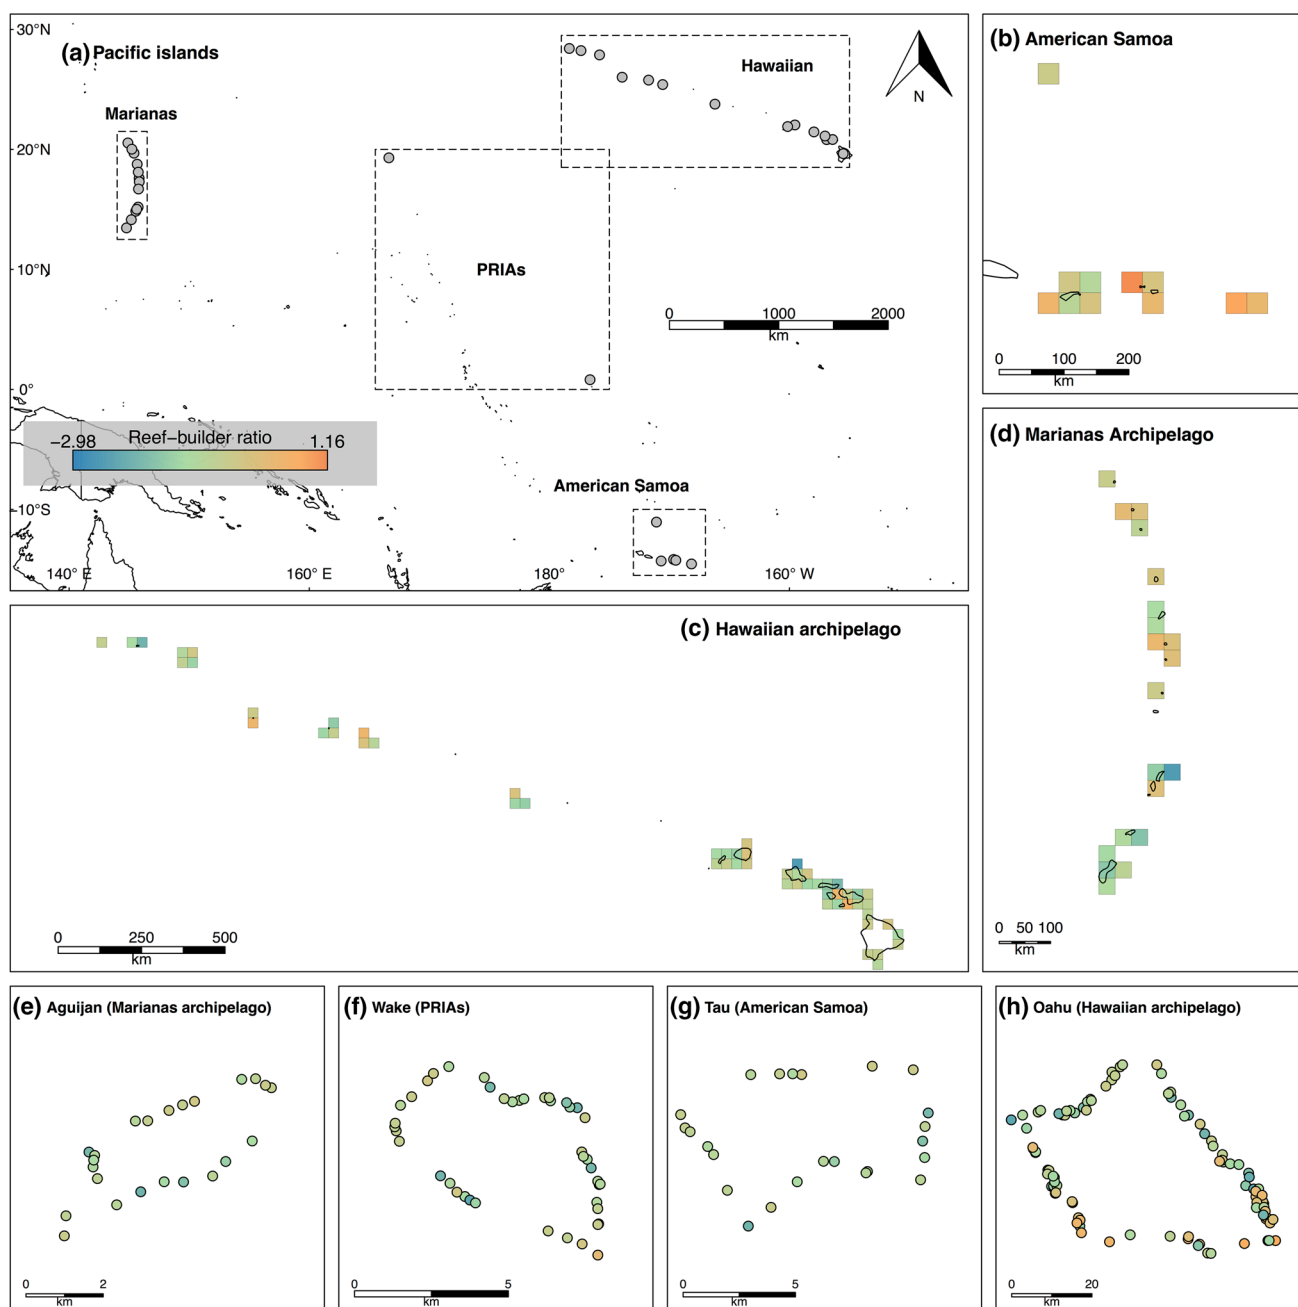 30°N
(a) Pacific islands
Hawaiian
N
Marianas
20°N
PRIAs
10°N
0 1000 2000
km
0°
Reef−builder ratio
−2.98 1.16
American Samoa
10°S
140° E 160° E 180° 160° W
(b) American Samoa
0 100 200
km
(c) Hawaiian archipelago
0 250 500
km
(d) Marianas Archipelago
0 50 100
km
(e) Aguijan (Marianas archipelago)
0 2
km
(f) Wake (PRIAs)
0 5
km
(g) Tau (American Samoa)
0 5
km
(h) Oahu (Hawaiian archipelago)
0 20
km